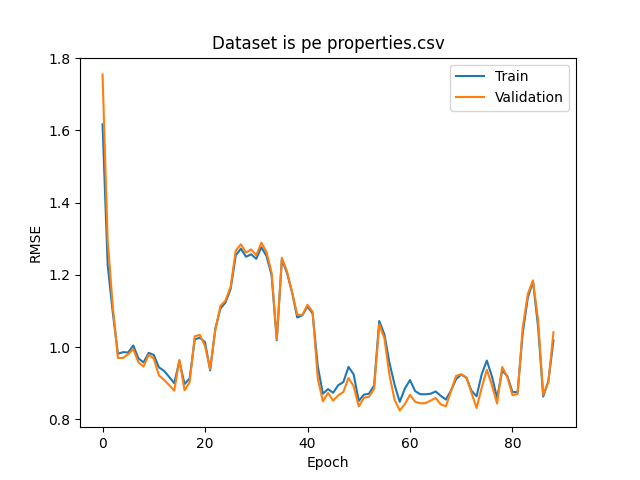 Dataset is pe properties.csv
Train
Validation
RMSE
1.8
1.6
1.4
1.2
1.0
0.8
0
20
40
60
80
Epoch